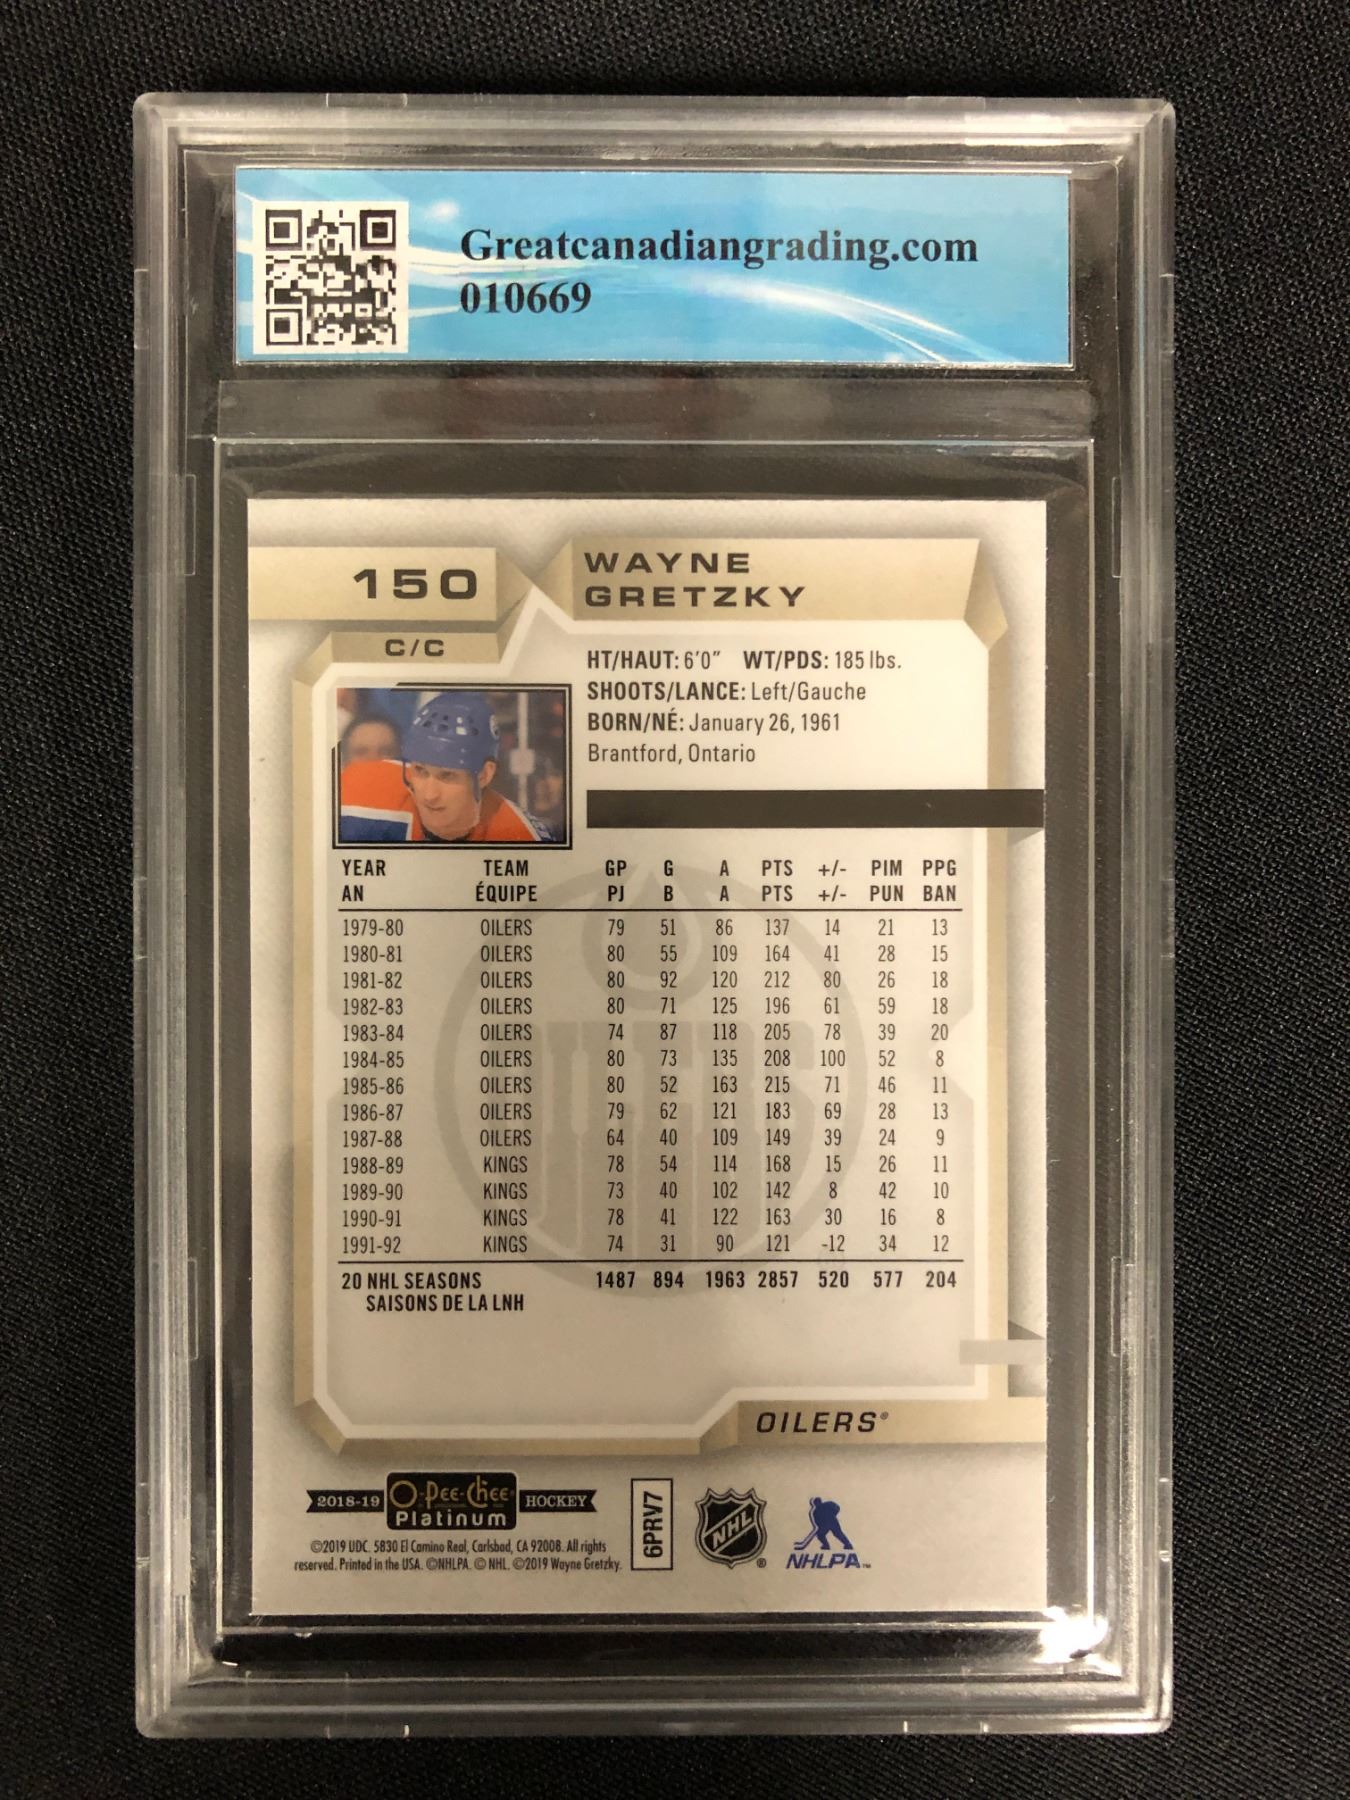 Greatcanadiangrading.com
010669
150
WAYNE
GRETZKY
C/C
HT/HAUT: 6'0" WT/PDS: 185 lbs.
SHOOTS/LANCE: Left/Gauche
BORN/NÉ: January 26, 1961
Brantford, Ontario
YEAR TEAM GP G A PTS +/- PIM PPG
AN ÉQUIPE PJ B A PTS +/- PUN BAN
1979-80 OILERS 79 51 86 137 14 21 13
1980-81 OILERS 80 55 109 164 41 28 15
1981-82 OILERS 80 92 120 212 80 26 18
1982-83 OILERS 80 71 125 196 61 59 18
1983-84 OILERS 74 87 118 205 78 39 20
1984-85 OILERS 80 73 135 208 100 52 8
1985-86 OILERS 80 52 163 215 71 46 11
1986-87 OILERS 79 62 121 183 69 28 13
1987-88 OILERS 64 40 109 149 39 24 9
1988-89 KINGS 78 54 114 168 15 26 11
1989-90 KINGS 73 40 102 142 8 42 10
1990-91 KINGS 78 41 122 163 30 16 8
1991-92 KINGS 74 31 90 121 -12 34 12
20 NHL SEASONS 1487 894 1963 2857 520 577 204
SAISONS DE LA LNH
OILERS
OILERS®
2018-19 O-Pee-Chee HOCKEY
Platinum
©2019 UDC. 5830 El Camino Real, Carlsbad, CA 92008. All rights
reserved. Printed in the USA. ©NHLPA. © NHL. ©2019 Wayne Gretzky.
6PRV7
NHL ®
NHLPA™